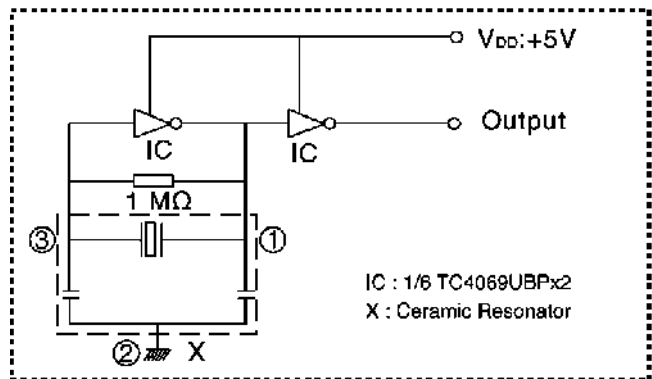 VDD:+5V
Output
IC
IC
1 MΩ
③
①
IC : 1/6 TC4069UBPx2
X : Ceramic Resonator
②
X